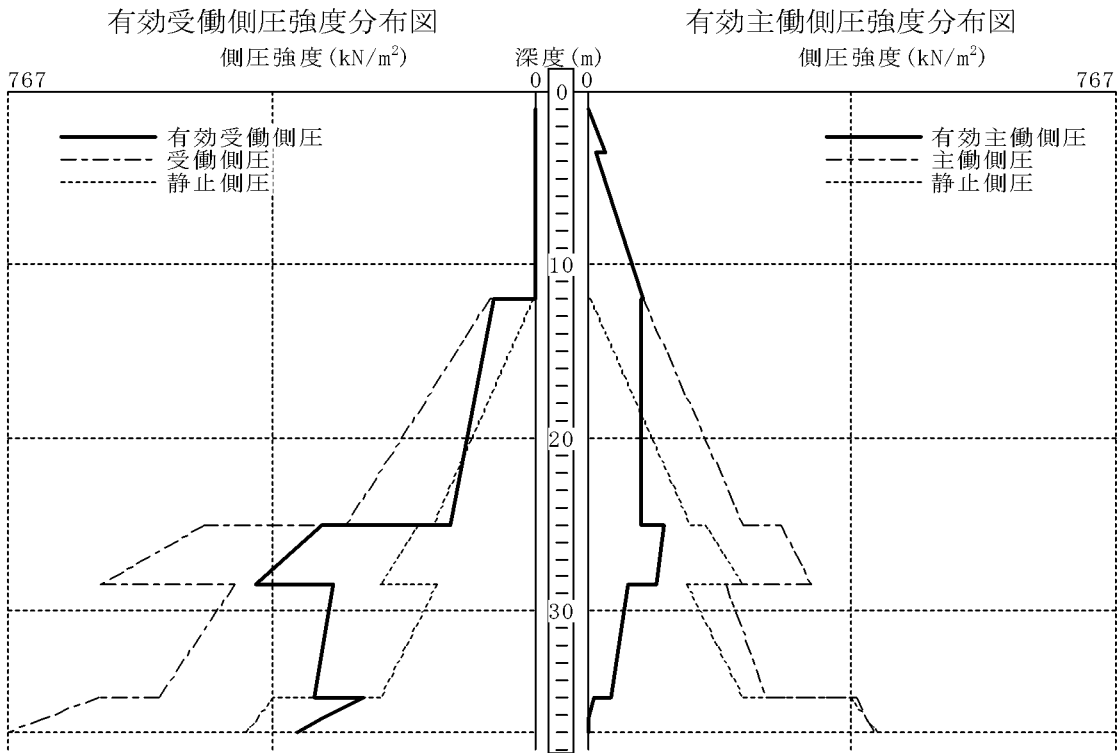 有効受働側圧強度分布図
側圧強度(kN/m²)
767
0
有効受働側圧
受働側圧
静止側圧
深度(m)
0
10
20
30
有効主働側圧強度分布図
側圧強度(kN/m²)
0
767
有効主働側圧
主働側圧
静止側圧